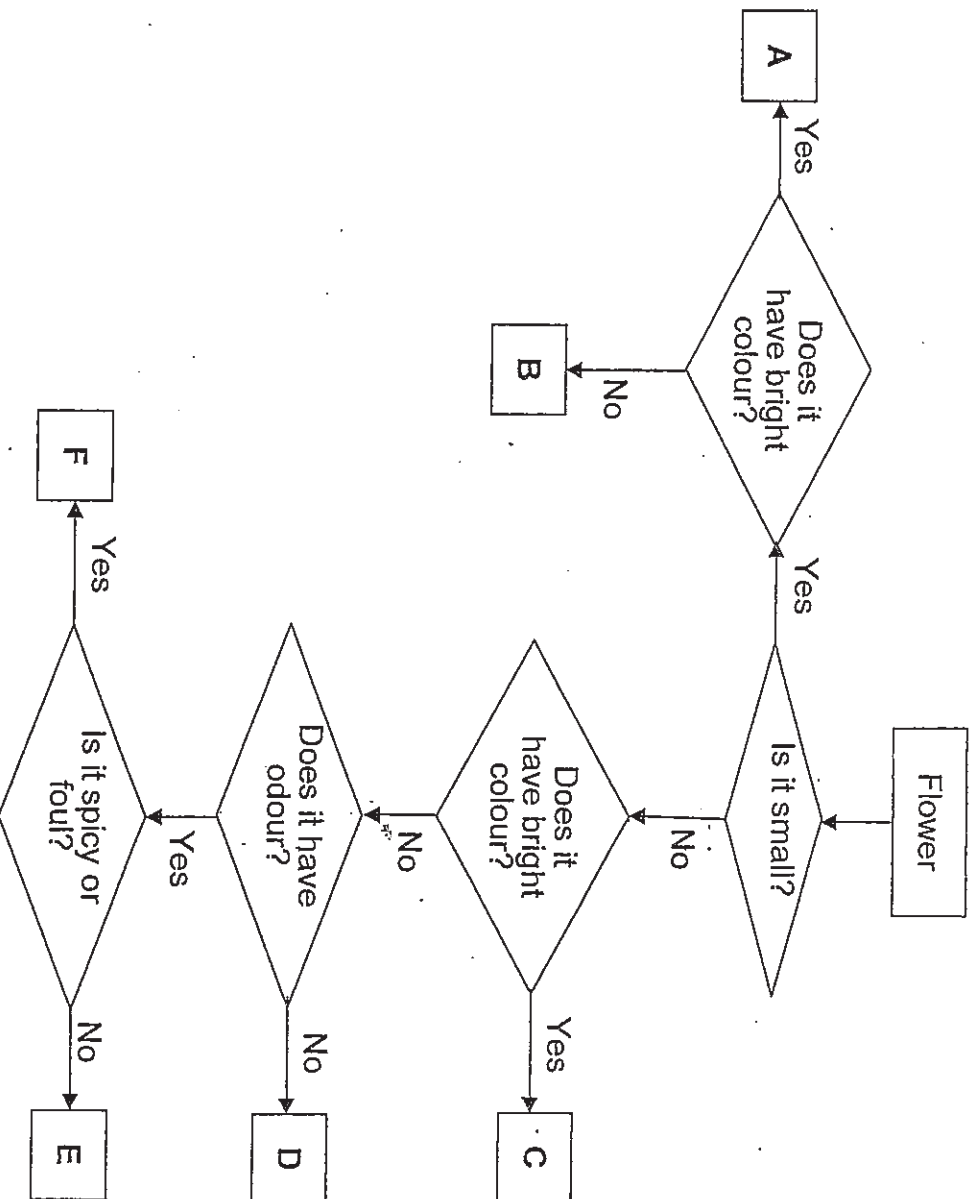 Flower
Is it small?
Yes
No
Does it
have bright
colour?
Yes
A
No
B
Does it
have bright
colour?
Yes
C
No
Does it have
odour?
No
D
Yes
Is it spicy or
foul?
Yes
F
No
E